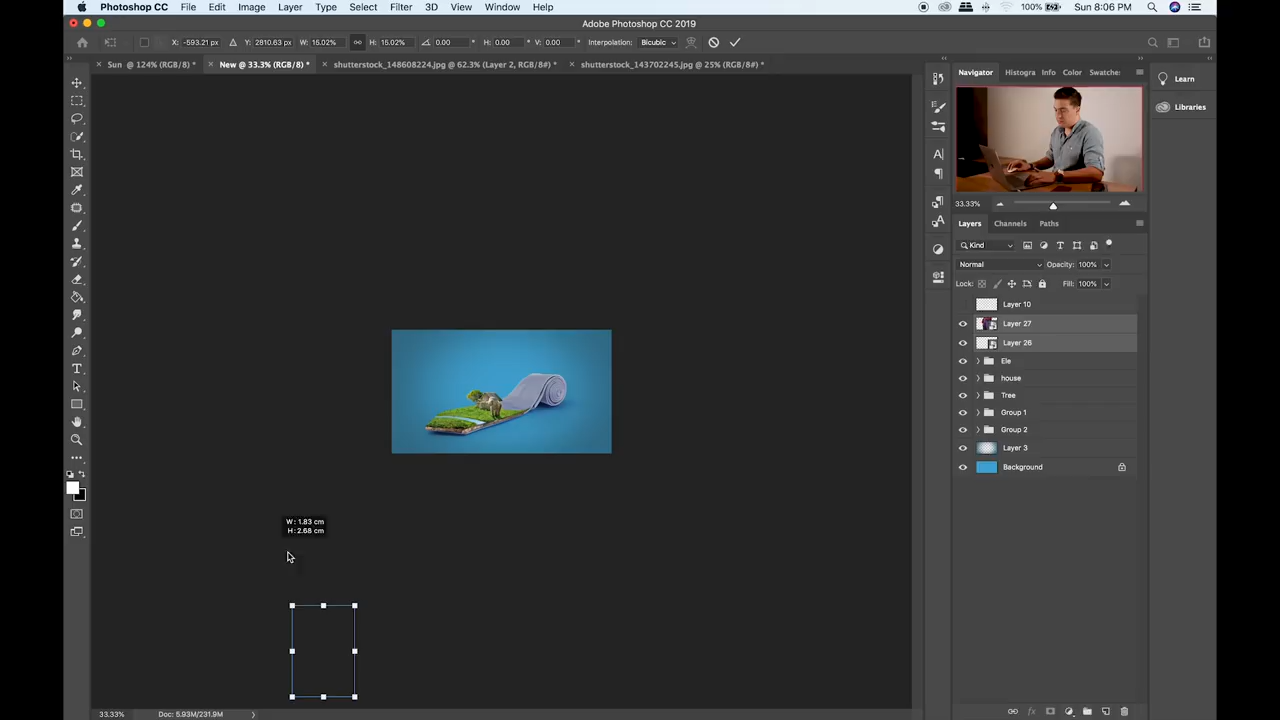 Photoshop CC File Edit Image Layer Type Select Filter 3D View Window Help 100% Sun 8:06 PM
Adobe Photoshop CC 2019
X: -593.21 px Y: 2810.63 px W: 15.02% H: 15.02% 0.00 H: 0.00 V: 0.00 Interpolation: Bicubic
× Sun @ 124% (RGB/8) * × New @ 33.3% (RGB/8) * × shutterstock_148608224.jpg @ 62.3% (Layer 2, RGB/8#) * × shutterstock_143702245.jpg @ 25% (RGB/8#) *
Navigator Histogra Info Color Swatche:
Learn
Libraries
33.33%
Layers Channels Paths
Kind
Normal Opacity: 100%
Lock: Fill: 100%
Layer 10
Layer 27
Layer 26
Ele
house
Tree
Group 1
Group 2
Layer 3
Background
W: 1.83 cm
H: 2.68 cm
33.33% Doc: 5.93M/231.9M